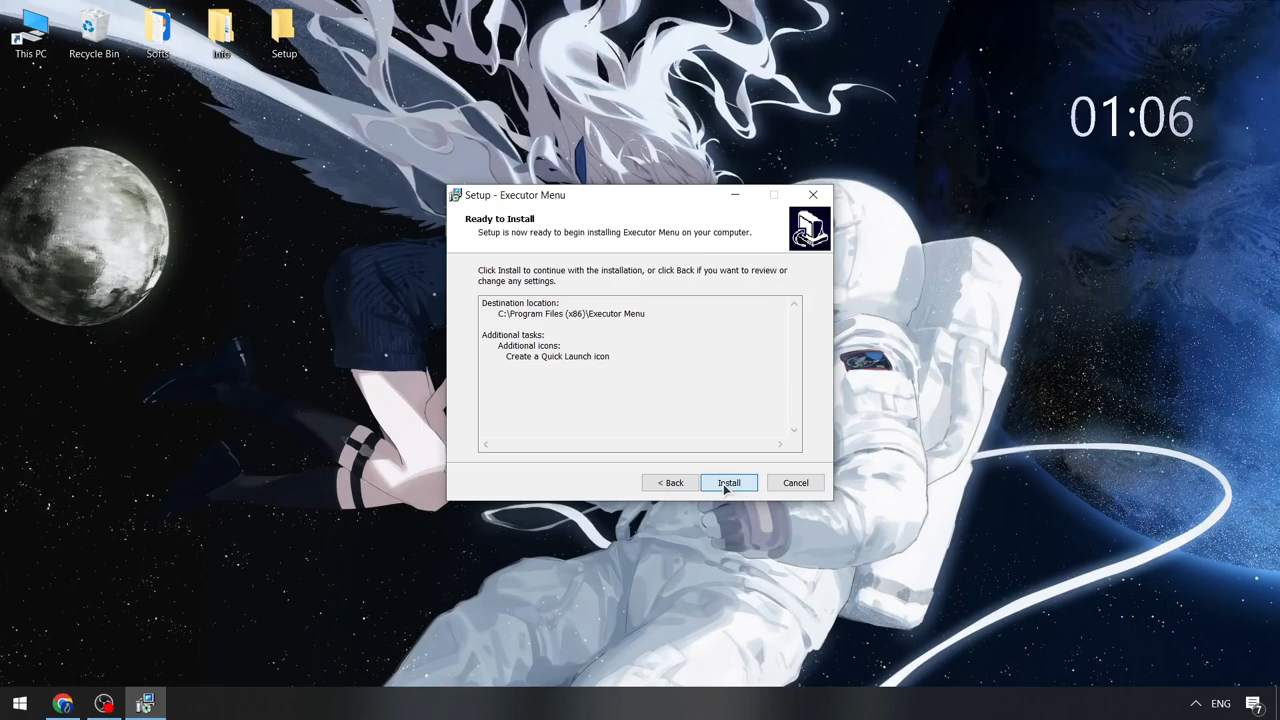 This PC
Recycle Bin
Softs
Info
Setup
01:06
Setup - Executor Menu
Ready to Install
Setup is now ready to begin installing Executor Menu on your computer.
Click Install to continue with the installation, or click Back if you want to review or
change any settings.
Destination location:
C:\Program Files (x86)\Executor Menu
Additional tasks:
Additional icons:
Create a Quick Launch icon
< Back
Install
Cancel
ENG
7